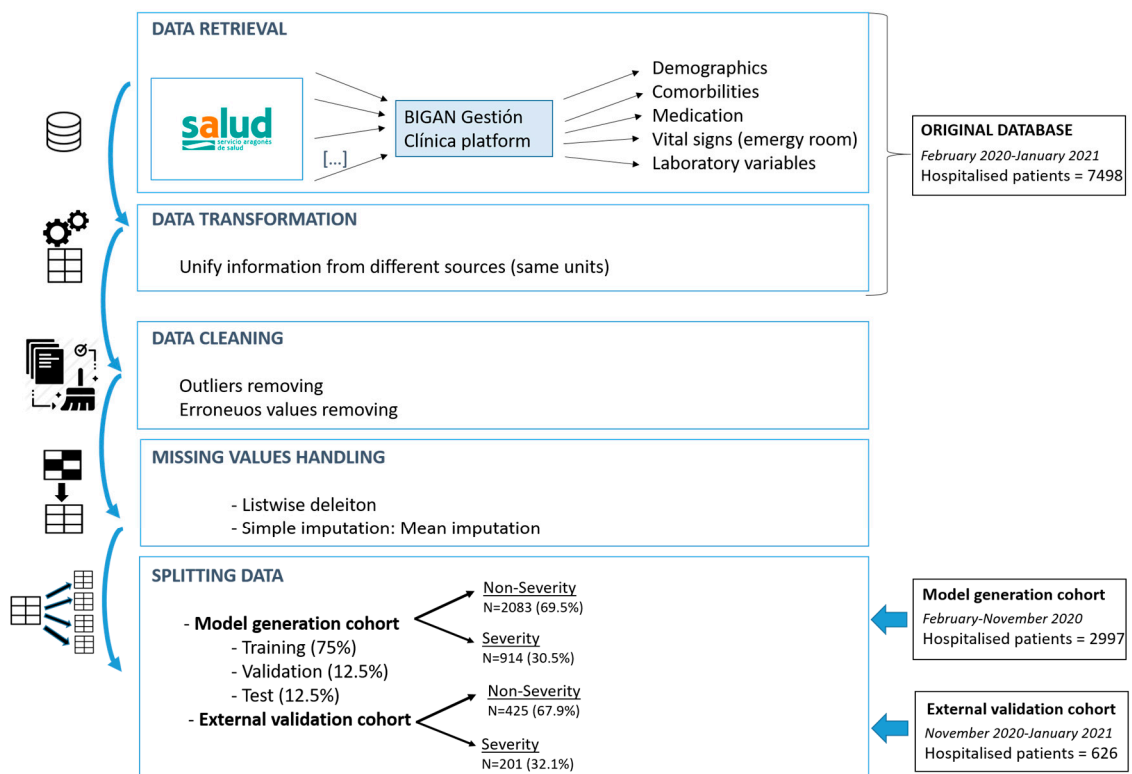 DATA RETRIEVAL
salud
servicio aragonés
de salud
[...]
BIGAN Gestión
Clínica platform
Demographics
Comorbilities
Medication
Vital signs (emergy room)
Laboratory variables
ORIGINAL DATABASE
February 2020-January 2021
Hospitalised patients = 7498
DATA TRANSFORMATION
Unify information from different sources (same units)
DATA CLEANING
Outliers removing
Erroneuos values removing
MISSING VALUES HANDLING
- Listwise deleiton
- Simple imputation: Mean imputation
SPLITTING DATA
- Model generation cohort
- Training (75%)
- Validation (12.5%)
- Test (12.5%)
- External validation cohort
Non-Severity
N=2083 (69.5%)
Severity
N=914 (30.5%)
Non-Severity
N=425 (67.9%)
Severity
N=201 (32.1%)
Model generation cohort
February-November 2020
Hospitalised patients = 2997
External validation cohort
November 2020-January 2021
Hospitalised patients = 626